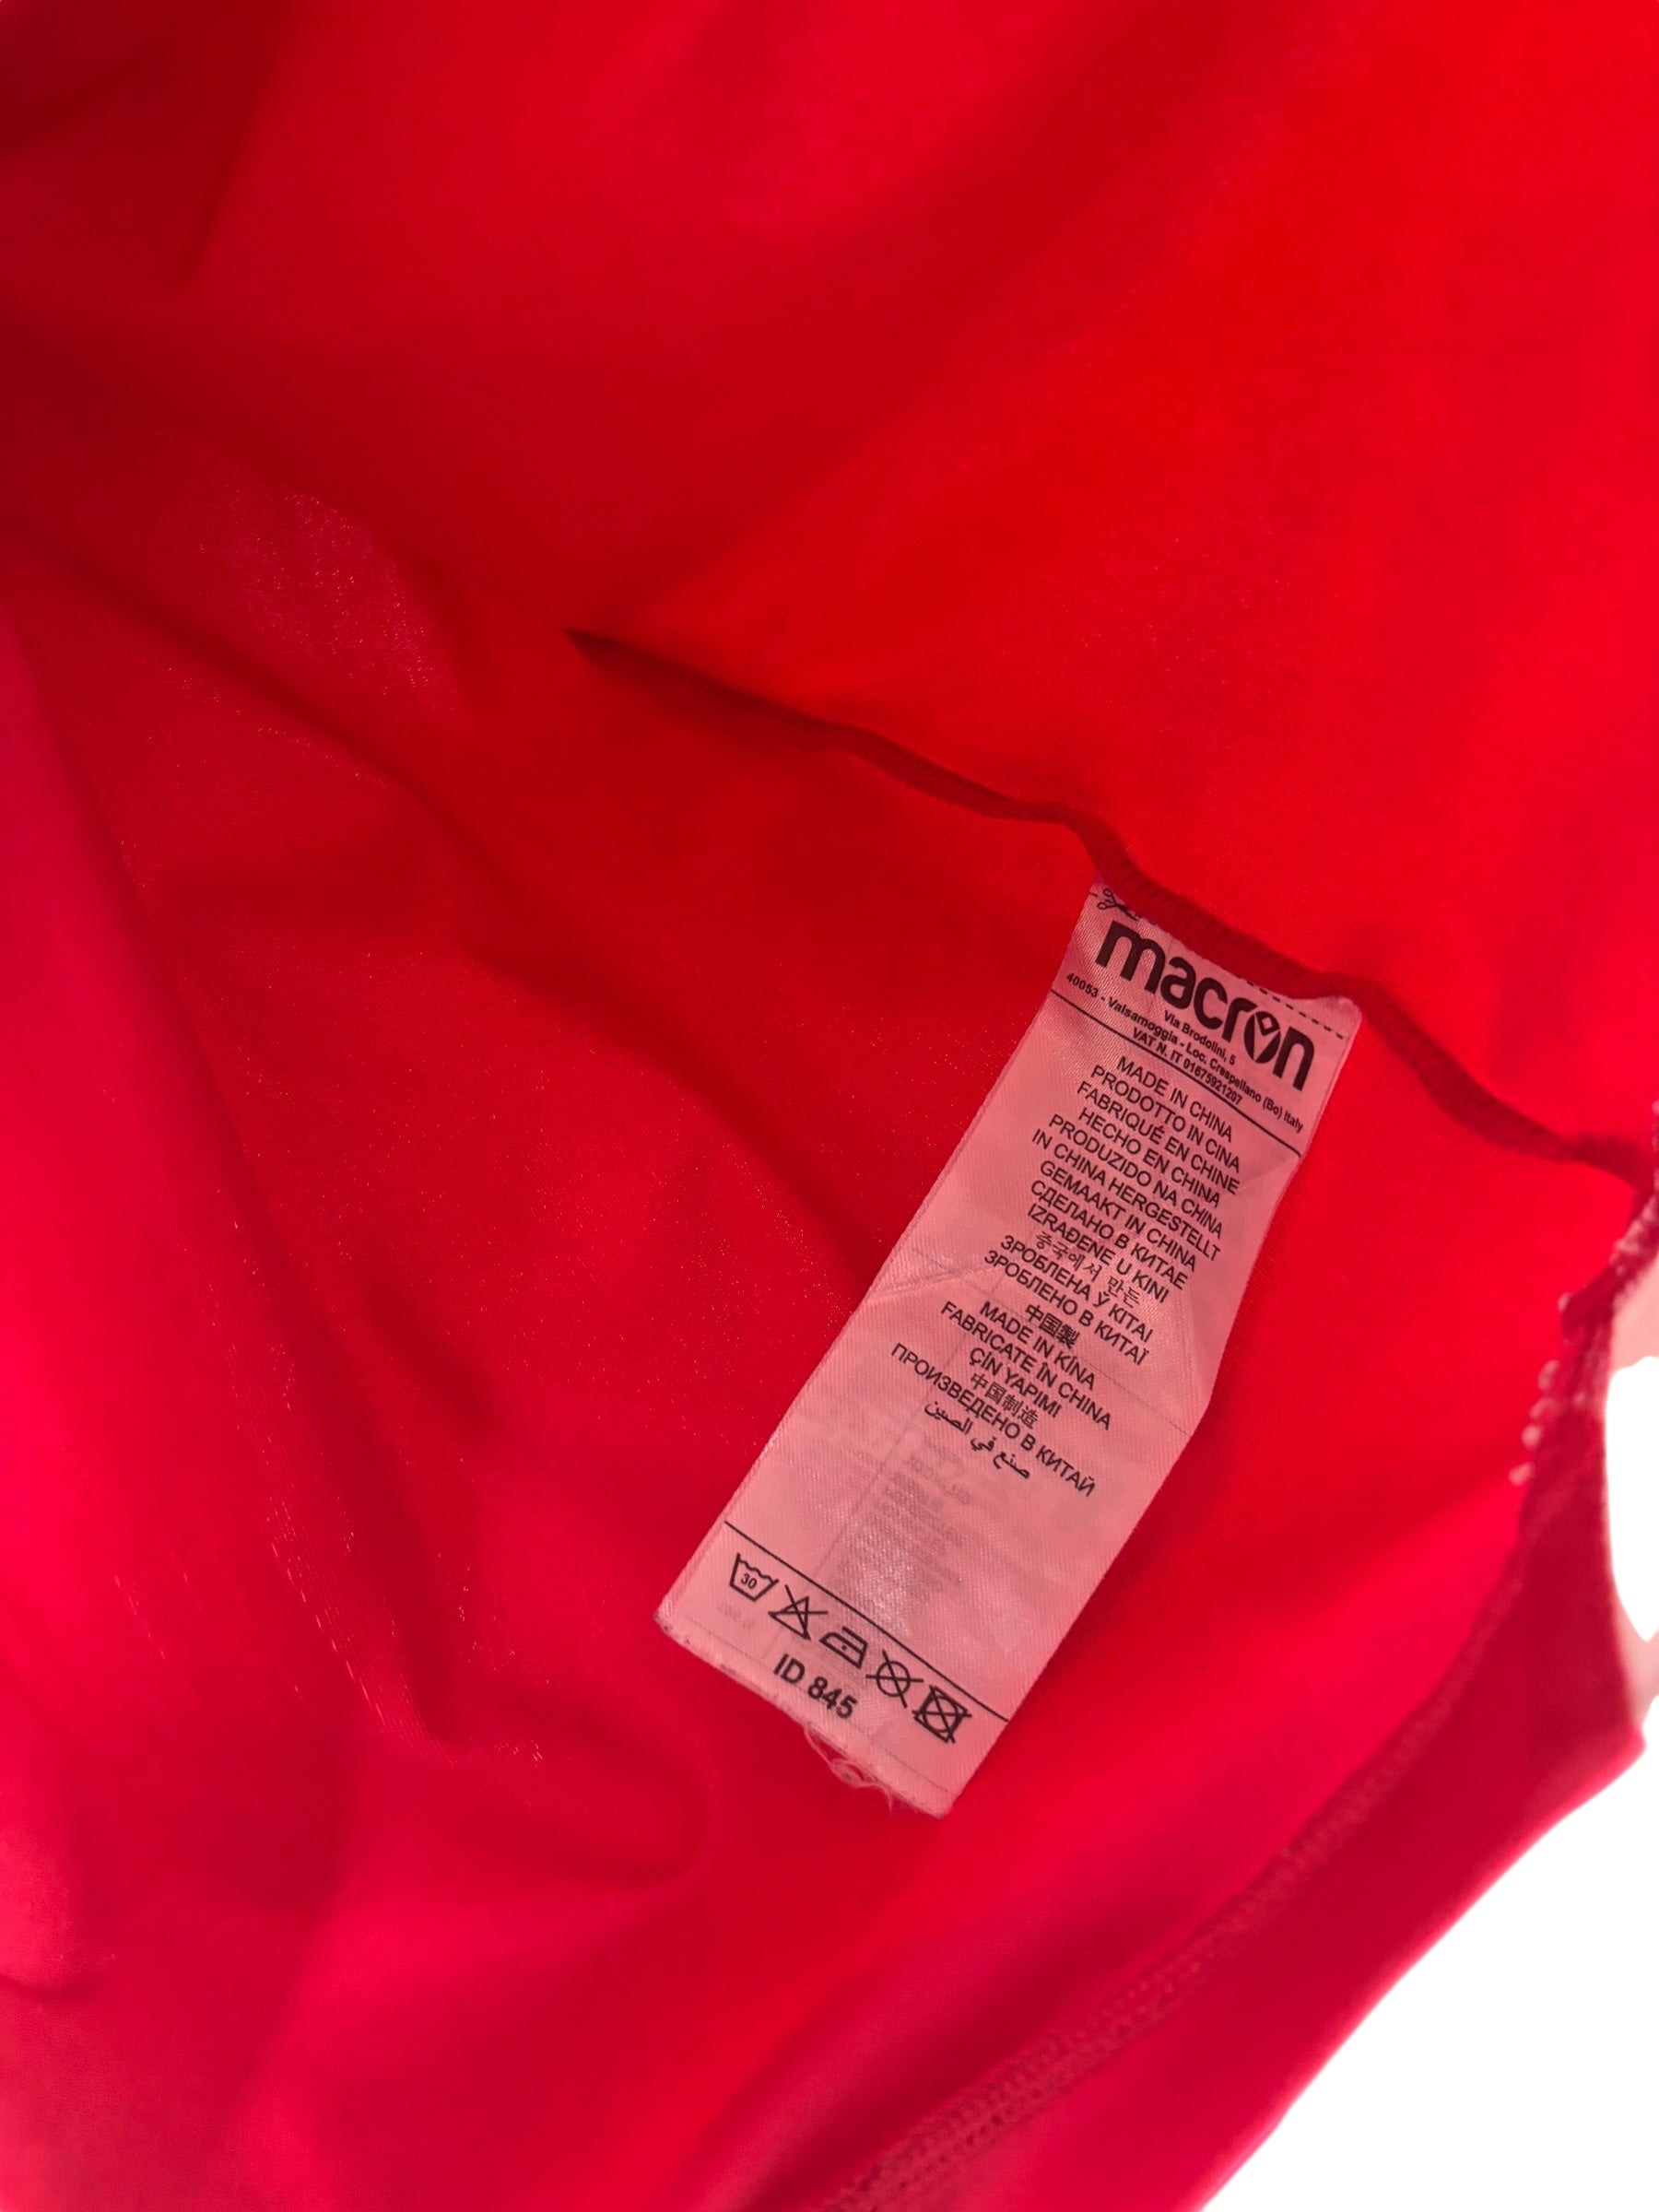 macron
Via Brodolini, 5
40053 - Valsamoggia - Loc. Crespellano (Bo) Italy
VAT N. IT 01675921207
MADE IN CHINA
PRODOTTO IN CINA
FABRIQUÉ EN CHINE
HECHO EN CHINA
PRODUZIDO NA CHINA
IN CHINA HERGESTELLT
GEMAAKT IN CHINA
СДЕЛАНО В КИТАЕ
IZRAĐENE U KINI
중국에서 만든
ЗРОБЛЕНА Ў КІТАІ
ЗРОБЛЕНО В КИТАЇ
中国製
MADE IN KÍNA
FABRICATE ÎN CHINA
ÇİN YAPIMI
中国制造
ПРОИЗВЕДЕНО В КИТАЙ
صنع في الصين
30
ID 845